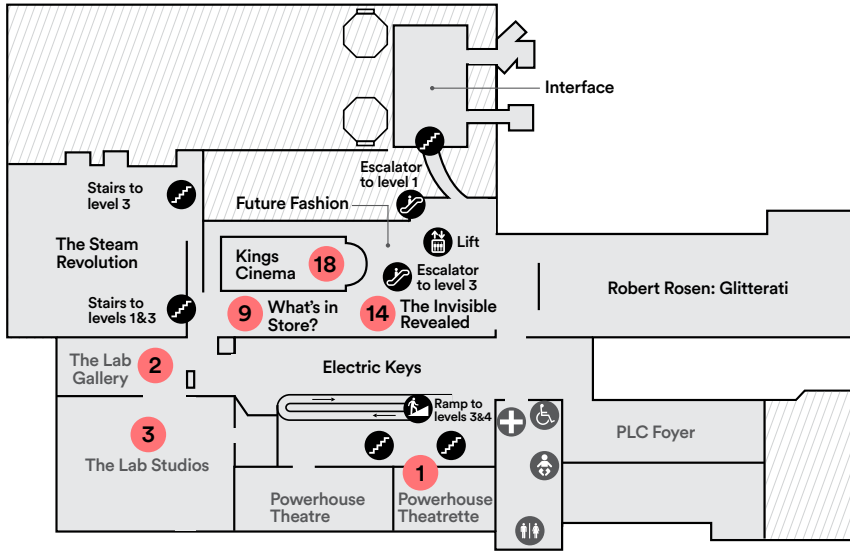 Interface
Escalator
to level 1
Stairs to
level 3
Future Fashion
Lift
The Steam
Revolution
Kings
Cinema
18
Escalator
to level 3
Robert Rosen: Glitterati
Stairs to
levels 1&3
9
What's in
Store?
14
The Invisible
Revealed
The Lab
Gallery
2
Electric Keys
Ramp to
levels 3&4
3
The Lab Studios
PLC Foyer
1
Powerhouse
Theatre
Powerhouse
Theatrette